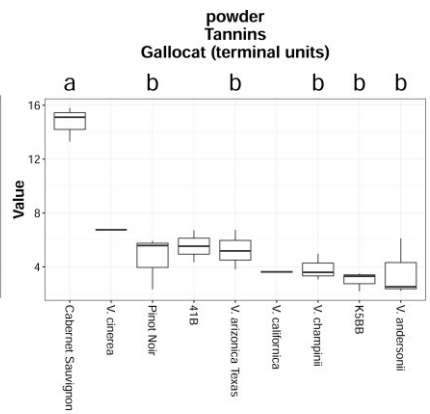 powder
Tannins
Gallocat (terminal units)
a b b b b b
16
12
8
4
Value
Cabernet Sauvignon
V. cinerea
Pinot Noir
41B
V. arizonica Texas
V. californica
V. champinii
K5BB
V. andersonii